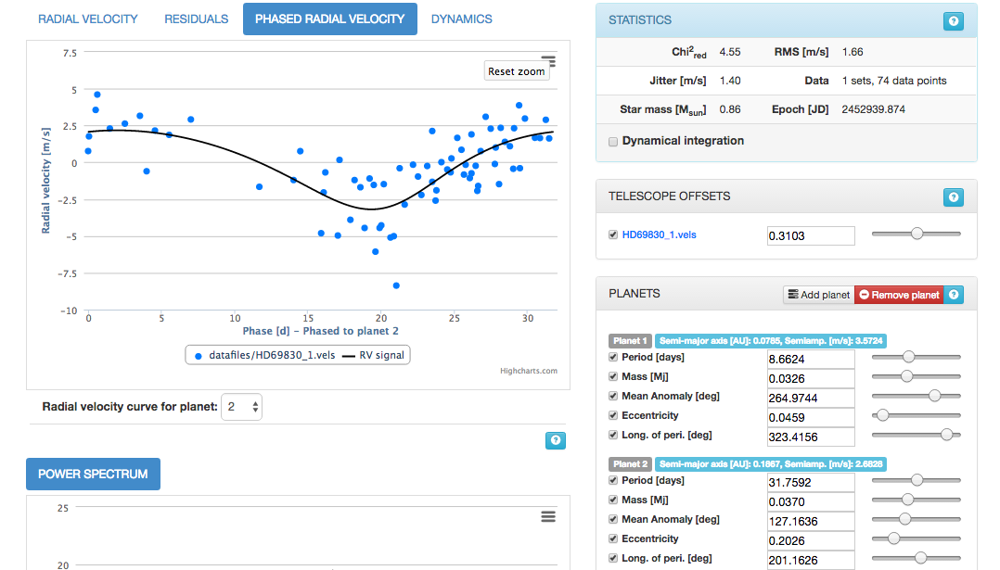 RADIAL VELOCITY RESIDUALS PHASED RADIAL VELOCITY DYNAMICS
7.5
Reset zoom
5
2.5
0
-2.5
-5
-7.5
-10
Radial velocity [m/s]
0 5 10 15 20 25 30
Phase [d] - Phased to planet 2
datafiles/HD69830_1.vels RV signal
Highcharts.com
Radial velocity curve for planet: 2
?
POWER SPECTRUM
25
20
STATISTICS ?
Chi²red 4.55 RMS [m/s] 1.66
Jitter [m/s] 1.40 Data 1 sets, 74 data points
Star mass [Msun] 0.86 Epoch [JD] 2452939.874
Dynamical integration
TELESCOPE OFFSETS ?
HD69830_1.vels 0.3103
PLANETS Add planet Remove planet ?
Planet 1 Semi-major axis [AU]: 0.0785, Semiamp. [m/s]: 3.5724
Period [days] 8.6624
Mass [Mj] 0.0326
Mean Anomaly [deg] 264.9744
Eccentricity 0.0459
Long. of peri. [deg] 323.4156
Planet 2 Semi-major axis [AU]: 0.1867, Semiamp. [m/s]: 2.6828
Period [days] 31.7592
Mass [Mj] 0.0370
Mean Anomaly [deg] 127.1636
Eccentricity 0.2026
Long. of peri. [deg] 201.1626